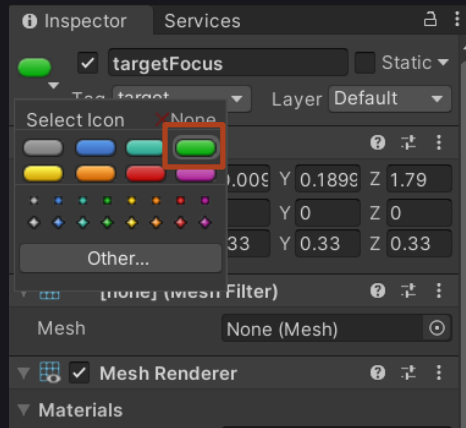 Inspector Services
targetFocus Static
Tag target Layer Default
Select Icon None
0.009 Y 0.1899 Z 1.79
Y 0 Z 0
.33 Y 0.33 Z 0.33
Other...
[none] (Mesh Filter)
Mesh None (Mesh)
Mesh Renderer
Materials